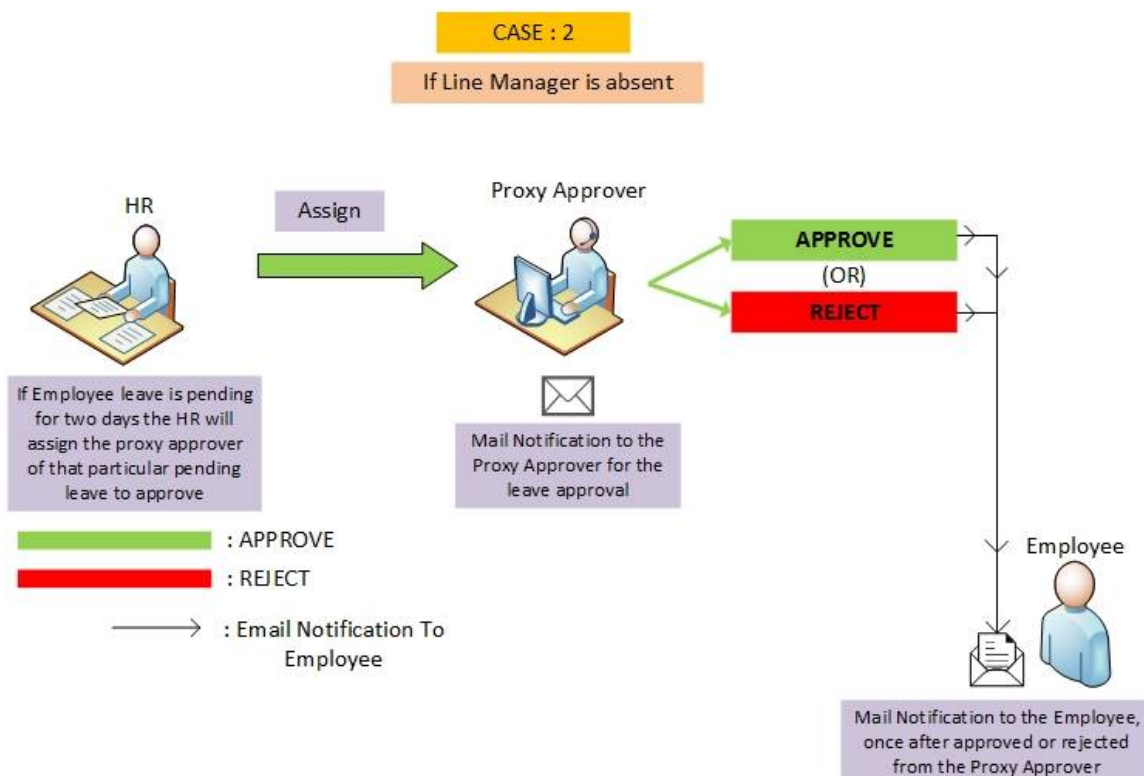 CASE : 2
If Line Manager is absent
HR
Assign
Proxy Approver
APPROVE
(OR)
REJECT
If Employee leave is pending
for two days the HR will
assign the proxy approver
of that particular pending
leave to approve
Mail Notification to the
Proxy Approver for the
leave approval
: APPROVE
: REJECT
: Email Notification To
Employee
Employee
Mail Notification to the Employee,
once after approved or rejected
from the Proxy Approver